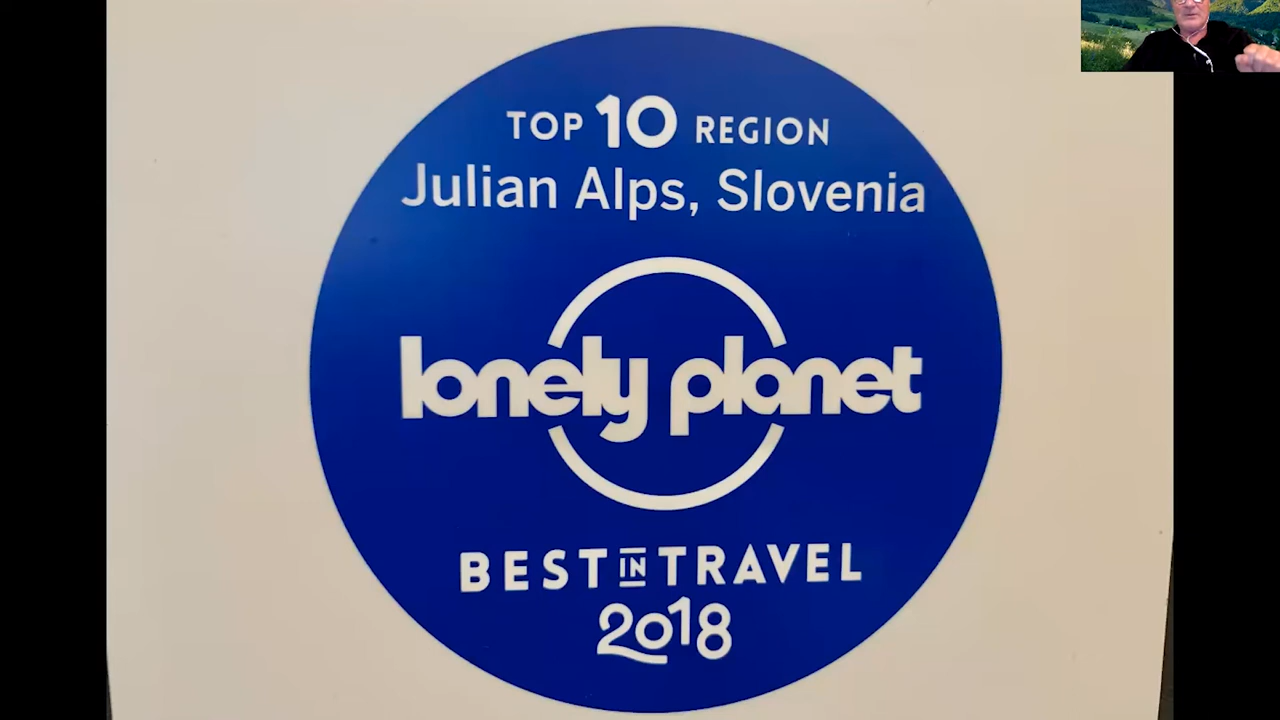 TOP 10 REGION
Julian Alps, Slovenia
lonely planet
BEST IN TRAVEL
2018